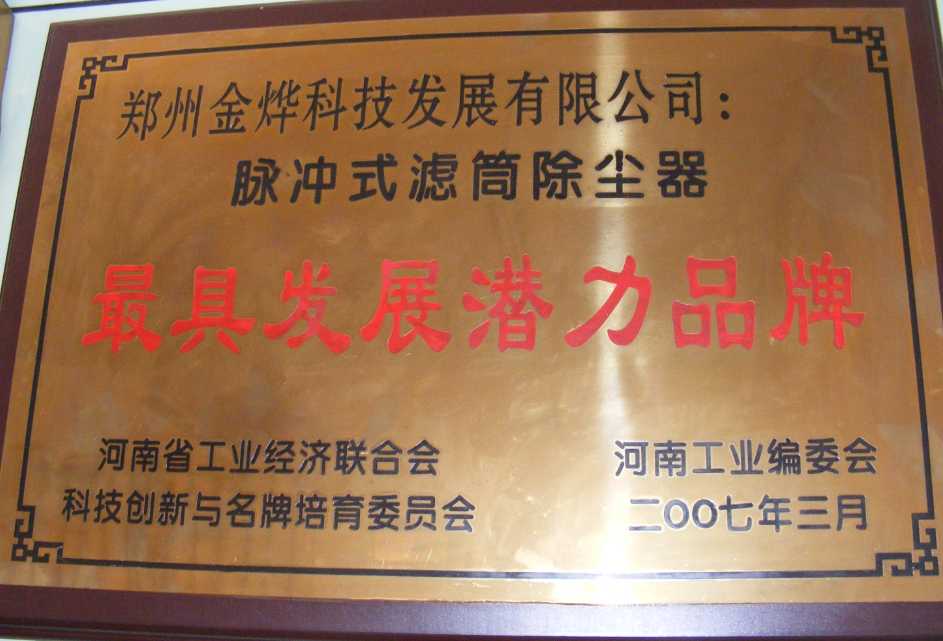 郑州金烨科技发展有限公司：
脉冲式滤筒除尘器
最具发展潜力品牌
河南省工业经济联合会
科技创新与名牌培育委员会
河南工业编委会
二〇〇七年三月